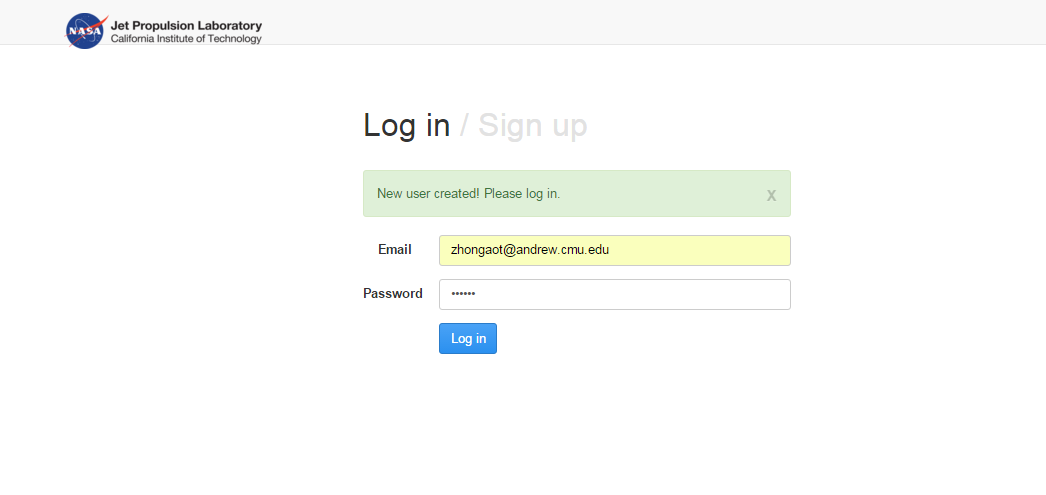 NASA
Jet Propulsion Laboratory
California Institute of Technology
Log in / Sign up
New user created! Please log in.
x
Email
zhongaot@andrew.cmu.edu
Password
••••••
Log in